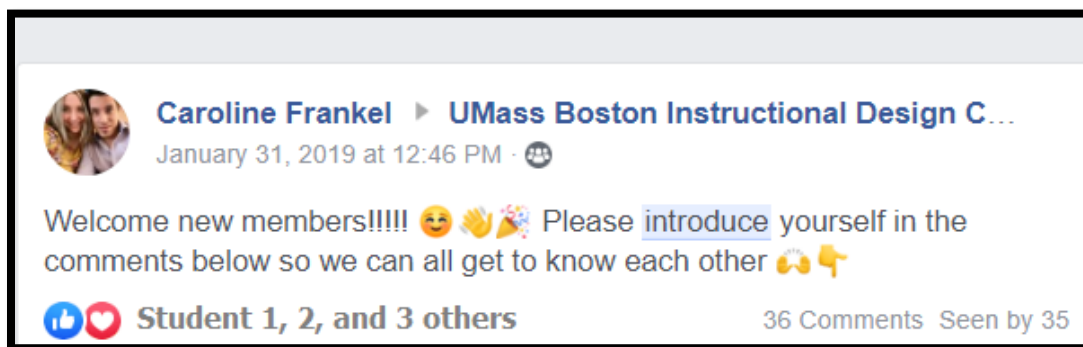 Caroline Frankel ▸ UMass Boston Instructional Design C...
January 31, 2019 at 12:46 PM ·
Welcome new members!!!!! 😊👋🎉 Please introduce yourself in the
comments below so we can all get to know each other 🙌👇
Student 1, 2, and 3 others
36 Comments Seen by 35